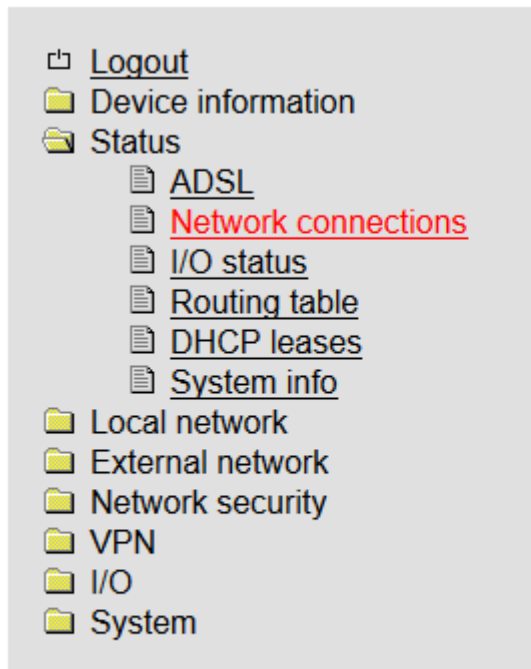 Logout
Device information
Status
ADSL
Network connections
I/O status
Routing table
DHCP leases
System info
Local network
External network
Network security
VPN
I/O
System